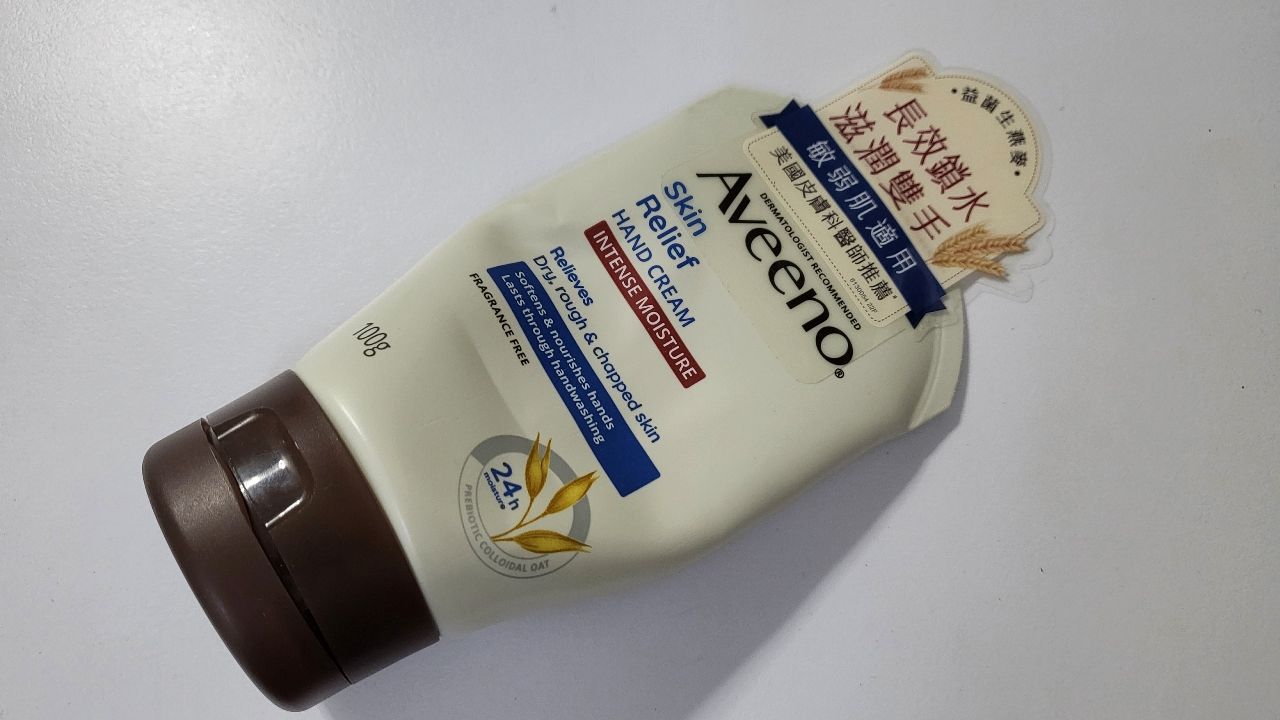 •益菌生燕麥•
長效鎖水
滋潤雙手
敏弱肌適用
美國皮膚科醫師推薦*
DERMATOLOGIST RECOMMENDED
Aveeno®
Skin
Relief
HAND CREAM
INTENSE MOISTURE
Relieves
Dry, rough & chapped skin
Softens & nourishes hands
Lasts through handwashing
FRAGRANCE FREE
24h
moisture
PREBIOTIC COLLOIDAL OAT
100g